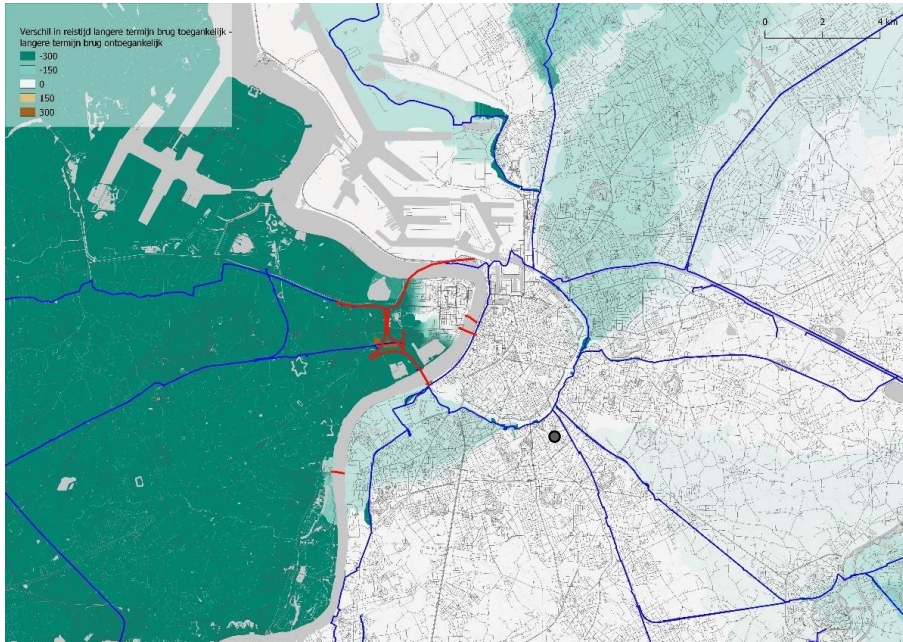 Verschil in reistijd langere termijn brug toegankelijk -
langere termijn brug ontoegankelijk
-300
-150
0
150
300
0 2 4 km